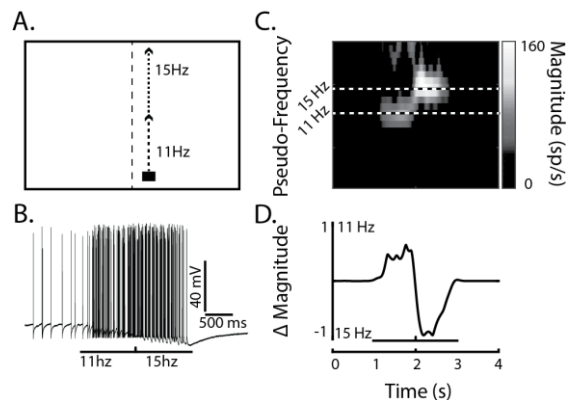 A.
15Hz
11Hz
B.
40 mV
500 ms
11hz
15hz
C.
Pseudo-Frequency
15 Hz
11 Hz
160
0
Magnitude (sp/s)
D.
Δ Magnitude
1
11 Hz
-1
15 Hz
0 1 2 3 4
Time (s)